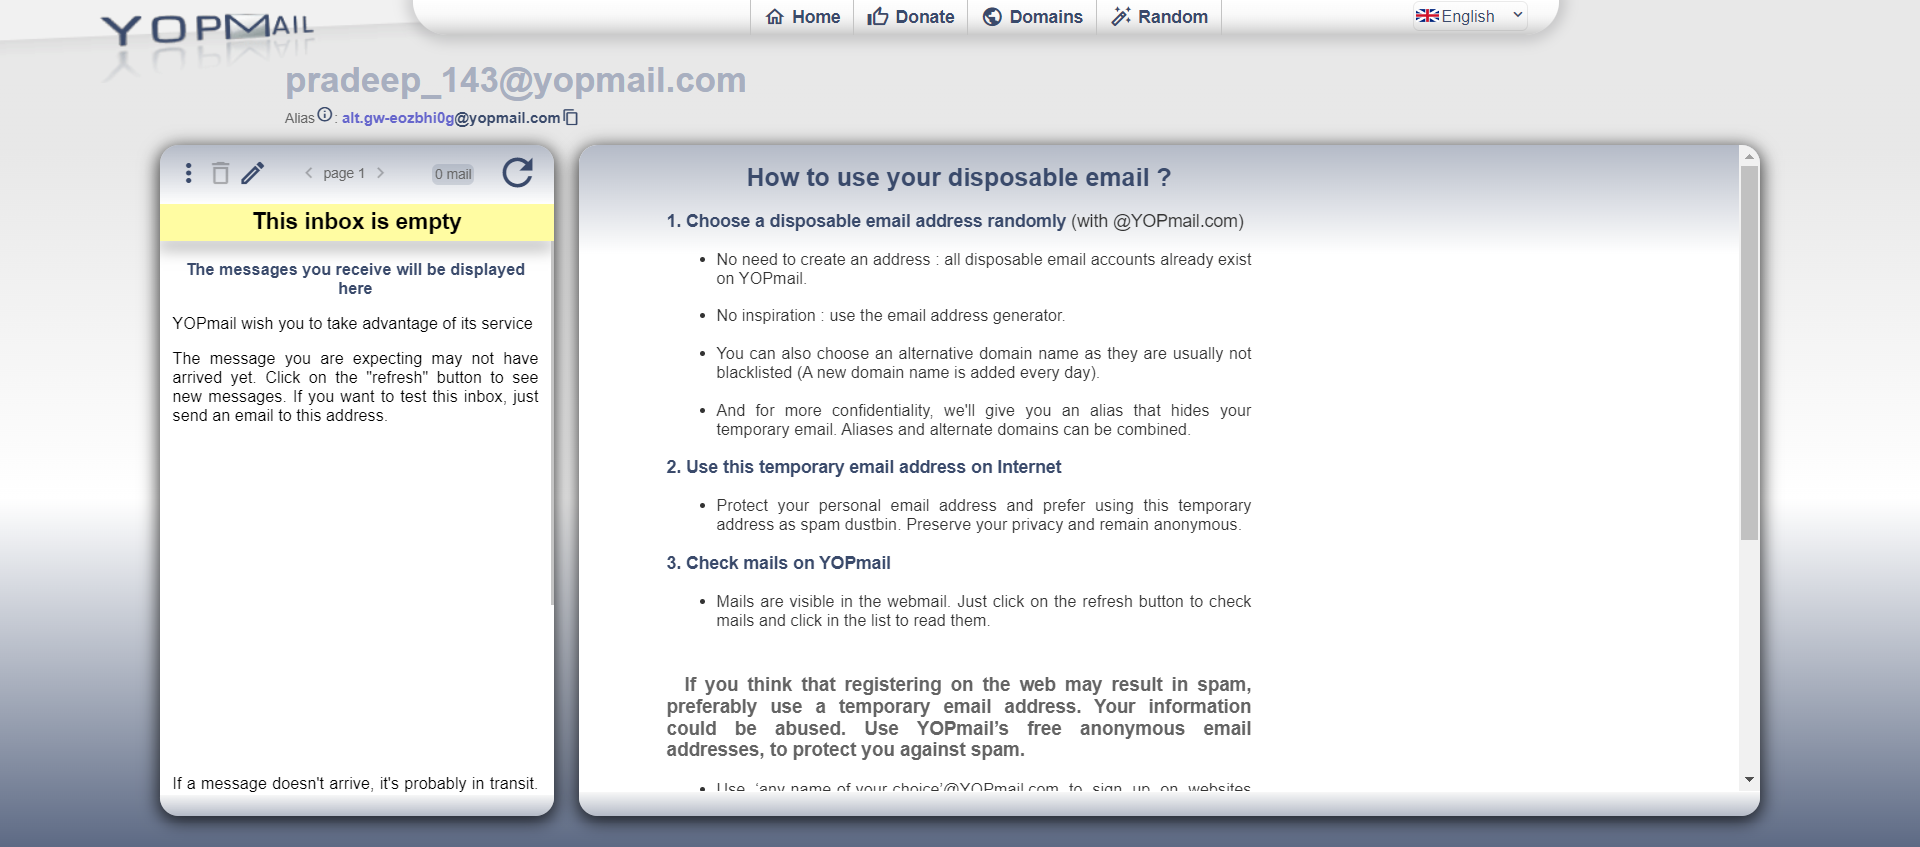 YOPMAIL
Home
Donate
Domains
Random
English
pradeep_143@yopmail.com
Alias : alt.gw-eozbhi0g@yopmail.com
page 1
0 mail
This inbox is empty
The messages you receive will be displayed
here
YOPmail wish you to take advantage of its service
The message you are expecting may not have
arrived yet. Click on the "refresh" button to see
new messages. If you want to test this inbox, just
send an email to this address.
If a message doesn't arrive, it's probably in transit.
How to use your disposable email ?
1. Choose a disposable email address randomly (with @YOPmail.com)
• No need to create an address : all disposable email accounts already exist
on YOPmail.
• No inspiration : use the email address generator.
• You can also choose an alternative domain name as they are usually not
blacklisted (A new domain name is added every day).
• And for more confidentiality, we'll give you an alias that hides your
temporary email. Aliases and alternate domains can be combined.
2. Use this temporary email address on Internet
• Protect your personal email address and prefer using this temporary
address as spam dustbin. Preserve your privacy and remain anonymous.
3. Check mails on YOPmail
• Mails are visible in the webmail. Just click on the refresh button to check
mails and click in the list to read them.
If you think that registering on the web may result in spam,
preferably use a temporary email address. Your information
could be abused. Use YOPmail’s free anonymous email
addresses, to protect you against spam.
• Use ‘any name of your choice’@YOPmail.com to sign up on websites